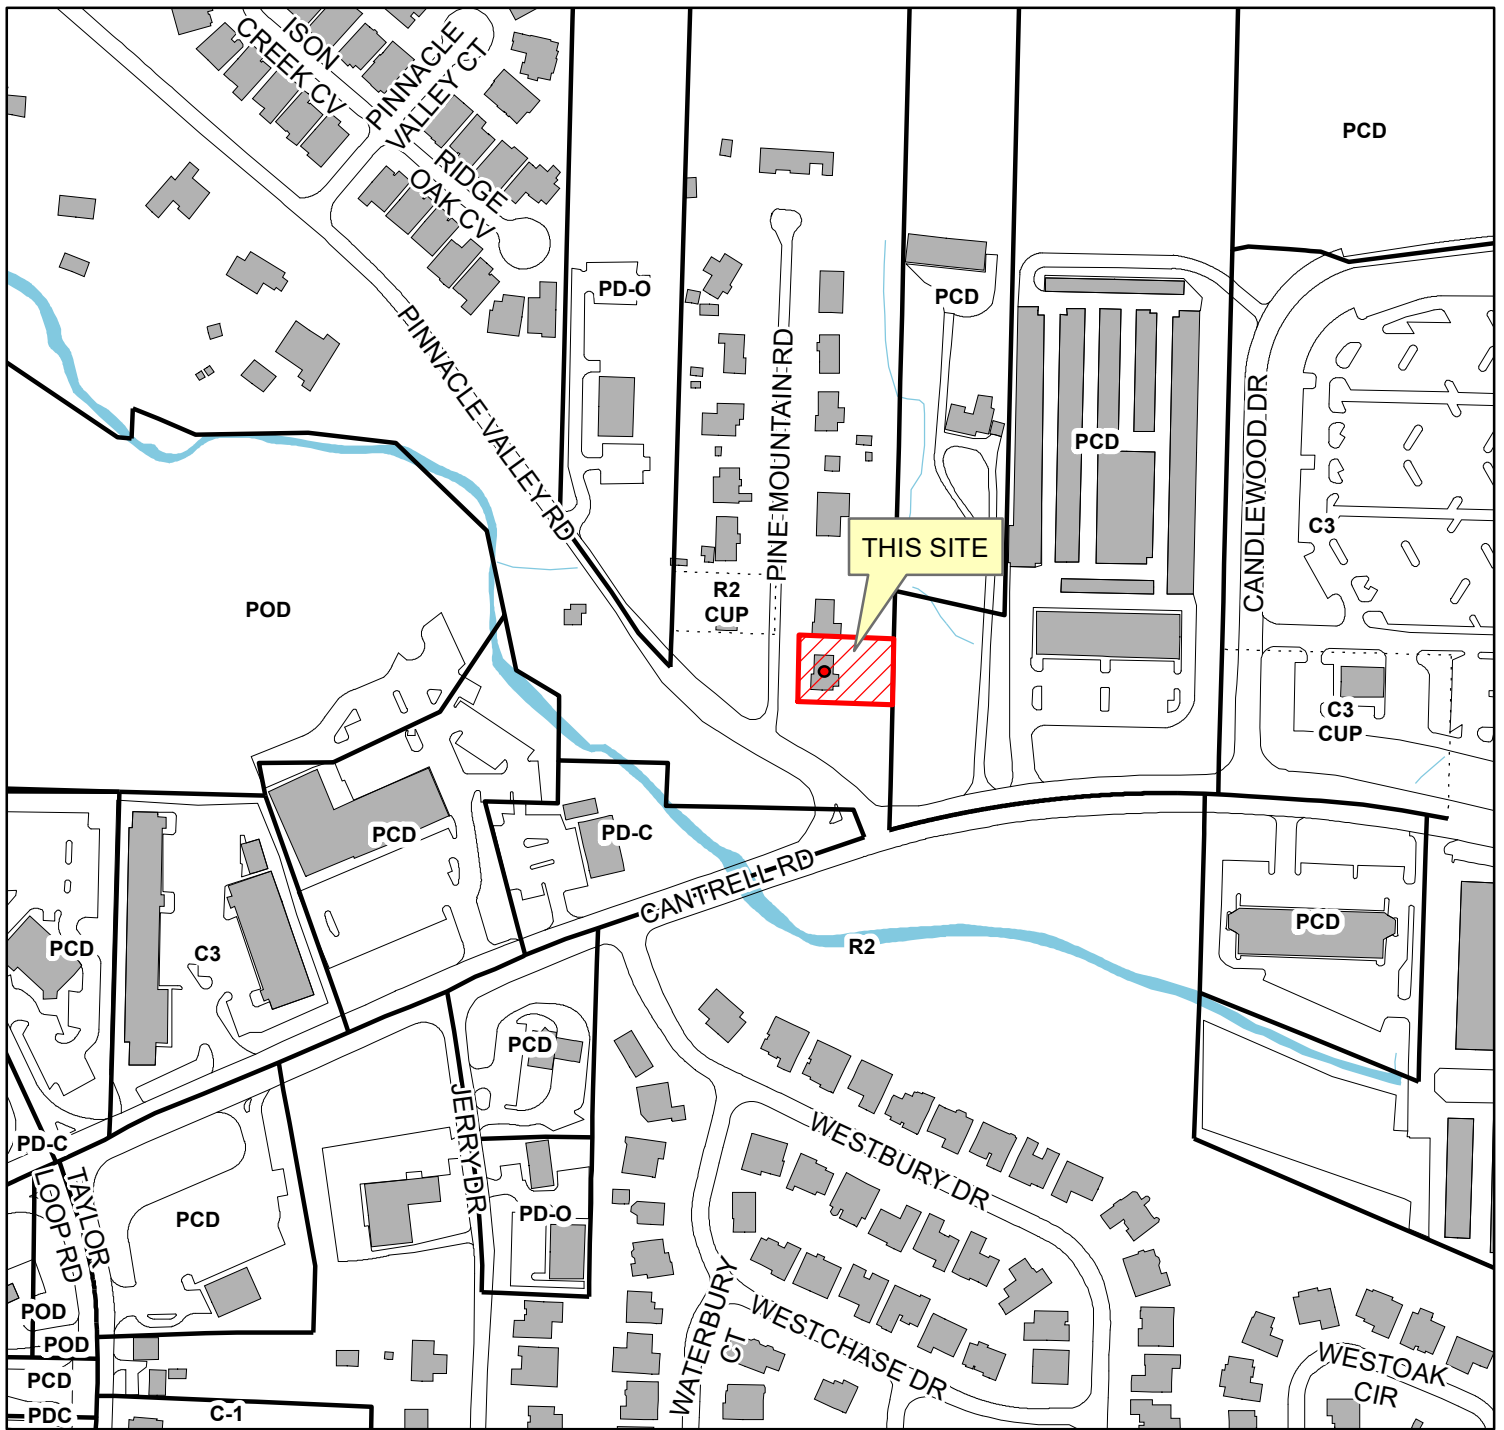 ISON
CREEK CV
PINNACLE
VALLEY CT
RIDGE
OAK CV
PCD
PD-O
PCD
PINNACLE VALLEY RD
PINE MOUNTAIN RD
CANDLEWOOD DR
PCD
C3
THIS SITE
R2
CUP
POD
C3
CUP
PCD
PD-C
CANTRELL RD
PCD
C3
R2
PCD
PCD
JERRY DR
PD-C
TAYLOR
LOOP RD
PCD
PD-O
WESTBURY DR
WATERBURY
CT
WESTCHASE DR
POD
POD
PCD
PDC
C-1
WESTOAK
CIR